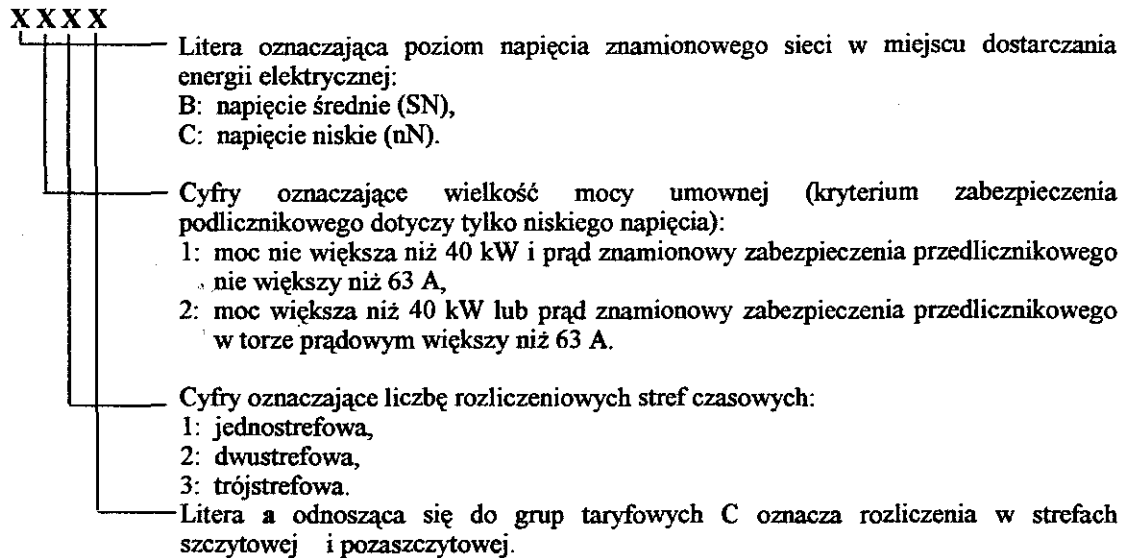 X X X X
Litera oznaczająca poziom napięcia znamionowego sieci w miejscu dostarczania
energii elektrycznej:
B: napięcie średnie (SN),
C: napięcie niskie (nN).
Cyfry oznaczające wielkość mocy umownej (kryterium zabezpieczenia
podlicznikowego dotyczy tylko niskiego napięcia):
1: moc nie większa niż 40 kW i prąd znamionowy zabezpieczenia przedlicznikowego
nie większy niż 63 A,
2: moc większa niż 40 kW lub prąd znamionowy zabezpieczenia przedlicznikowego
w torze prądowym większy niż 63 A.
Cyfry oznaczające liczbę rozliczeniowych stref czasowych:
1: jednostrefowa,
2: dwustrefowa,
3: trójstrefowa.
Litera a odnosząca się do grup taryfowych C oznacza rozliczenia w strefach
szczytowej i pozaszczytowej.